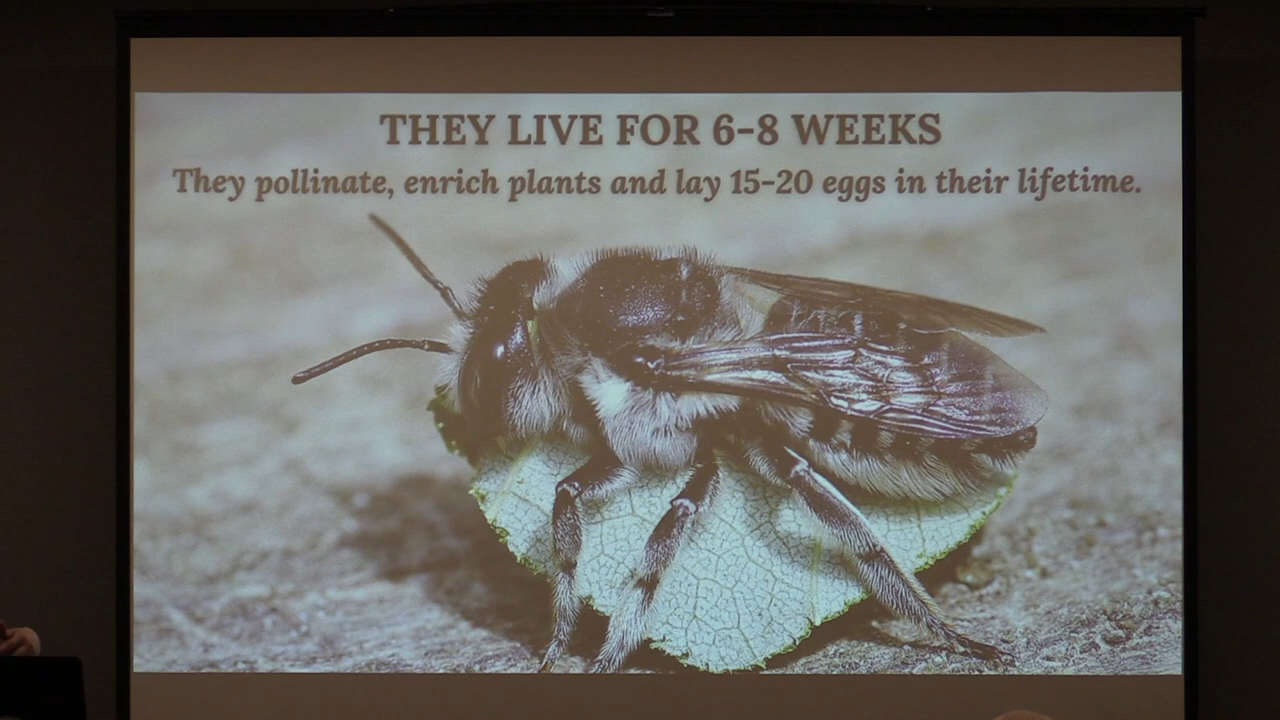 THEY LIVE FOR 6-8 WEEKS
They pollinate, enrich plants and lay 15-20 eggs in their lifetime.